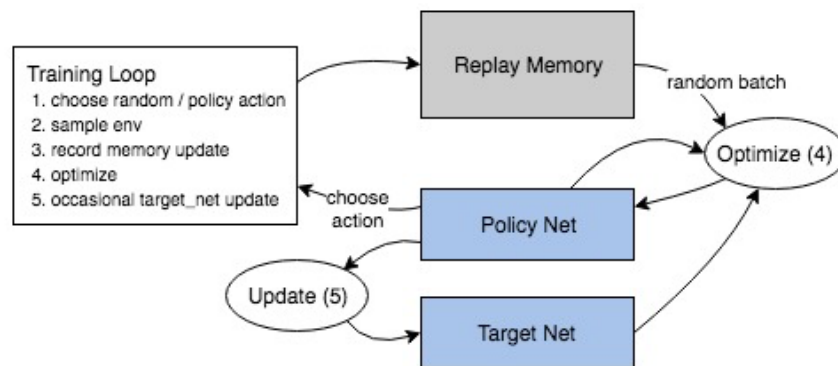 Training Loop
1. choose random / policy action
2. sample env
3. record memory update
4. optimize
5. occasional target_net update
Replay Memory
random batch
Optimize (4)
choose
action
Policy Net
Update (5)
Target Net